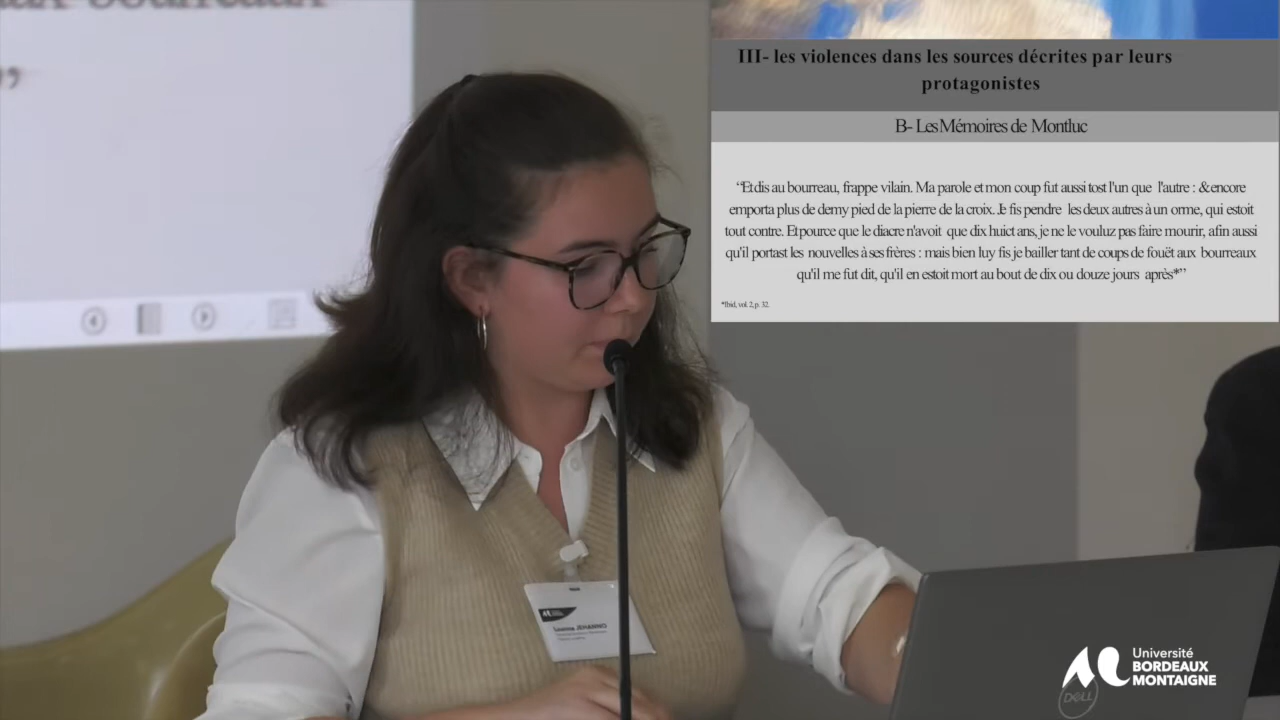 III- les violences dans les sources décrites par leurs
protagonistes
B- Les Mémoires de Montluc
“Et dis au bourreau, frappe vilain. Ma parole et mon coup fut aussi tost l'un que l'autre : & encore
emporta plus de demy pied de la pierre de la croix. Je fis pendre les deux autres à un orme, qui estoit
tout contre. Et pource que le diacre n'avoit que dix huict ans, je ne le vouluz pas faire mourir, afin aussi
qu'il portast les nouvelles à ses frères : mais bien luy fis je bailler tant de coups de fouët aux bourreaux
qu'il me fut dit, qu'il en estoit mort au bout de dix ou douze jours après*”
*Ibid, vol. 2, p. 32.
JEHANNO
DELL
Université
BORDEAUX
MONTAIGNE